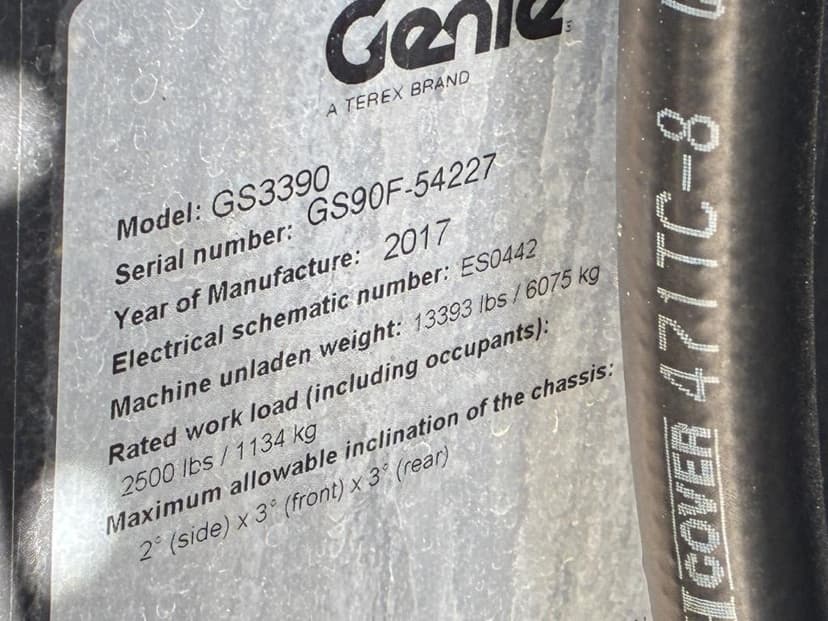 Genie
A TEREX BRAND
Model: GS3390
Serial number: GS90F-54227
Year of Manufacture: 2017
Electrical schematic number: ES0442
Machine unladen weight: 13393 lbs / 6075 kg
Rated work load (including occupants):
2500 lbs / 1134 kg
Maximum allowable inclination of the chassis:
2° (side) x 3° (front) x 3° (rear)
COVER 471TC-8